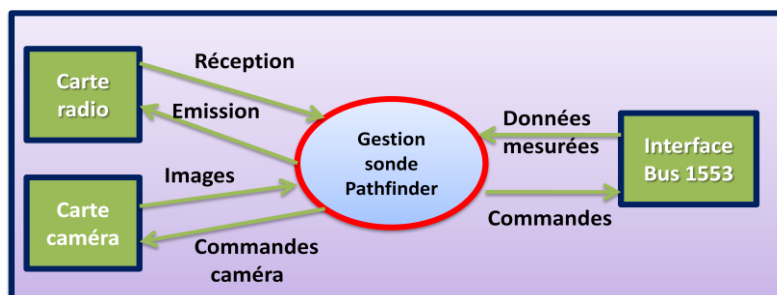 Réception
Carte
radio
Emission
Gestion
sonde
Pathfinder
Données
mesurées
Interface
Bus 1553
Images
Carte
caméra
Commandes
Commandes
caméra